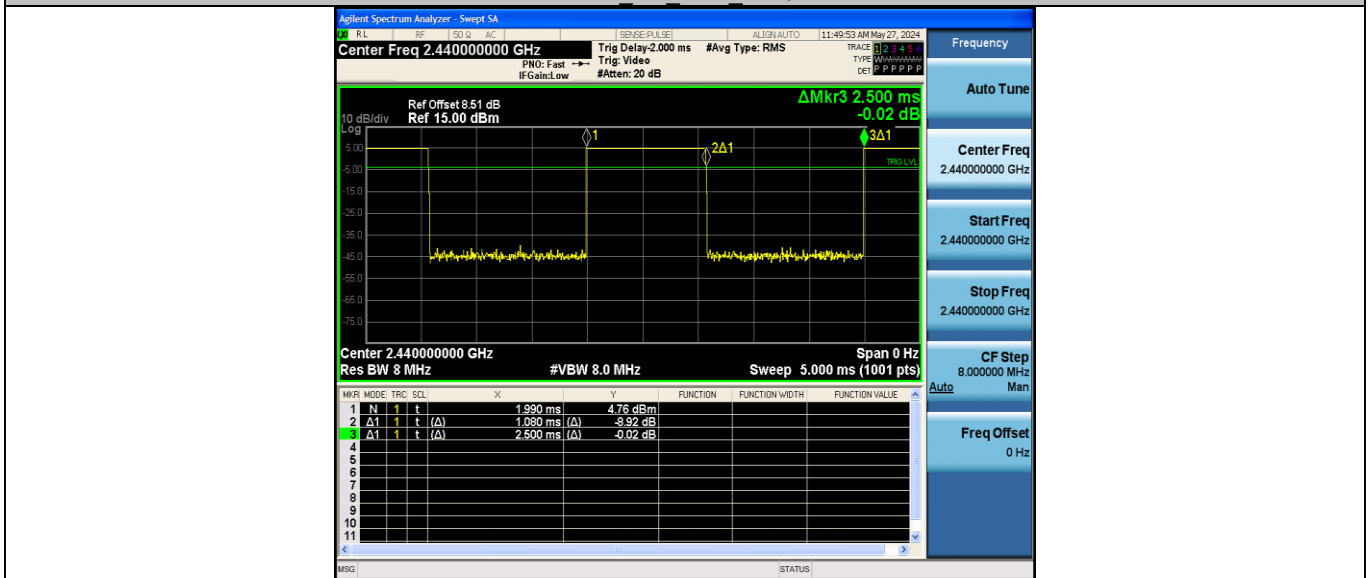 Agilent Spectrum Analyzer - Swept SA
LXI RL RF 50 Ω AC SENSE:PULSE ALIGN AUTO 11:49:53 AM May 27, 2024
Center Freq 2.440000000 GHz Trig Delay-2.000 ms #Avg Type: RMS TRACE 1 2 3 4 5 6
PNO: Fast Trig: Video TYPE WWWWWW
IFGain:Low #Atten: 20 dB DET P P P P P P
Frequency
Auto Tune
Center Freq
2.440000000 GHz
Start Freq
2.440000000 GHz
Stop Freq
2.440000000 GHz
CF Step
8.000000 MHz
Auto Man
Freq Offset
0 Hz
ΔMkr3 2.500 ms
-0.02 dB
Ref Offset 8.51 dB
10 dB/div Ref 15.00 dBm
Log
1
2Δ1
3Δ1
TRIG LVL
5.00
-5.00
-15.0
-25.0
-35.0
-45.0
-55.0
-65.0
-75.0
Center 2.440000000 GHz Span 0 Hz
Res BW 8 MHz #VBW 8.0 MHz Sweep 5.000 ms (1001 pts)
MKR MODE TRC SCL X Y FUNCTION FUNCTION WIDTH FUNCTION VALUE
1 N 1 t 1.990 ms 4.76 dBm
2 Δ1 1 t (Δ) 1.080 ms (Δ) -8.92 dB
3 Δ1 1 t (Δ) 2.500 ms (Δ) -0.02 dB
4
5
6
7
8
9
10
11
MSG STATUS